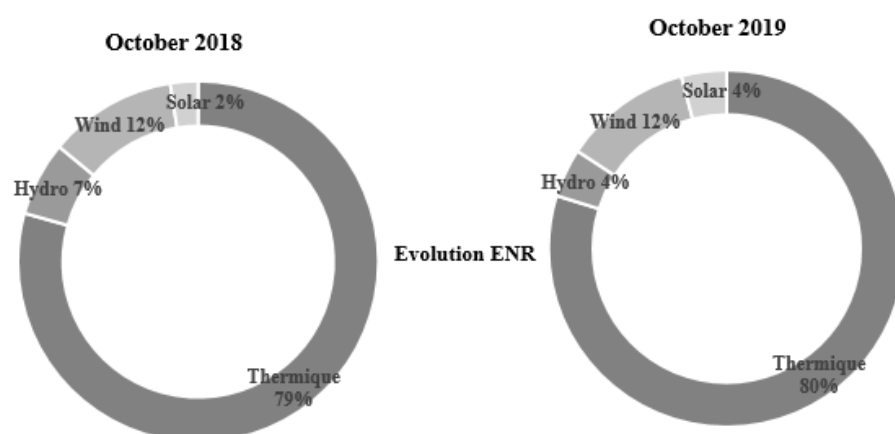 October 2018
Solar 2%
Wind 12%
Hydro 7%
Thermique
79%
Evolution ENR
October 2019
Solar 4%
Wind 12%
Hydro 4%
Thermique
80%